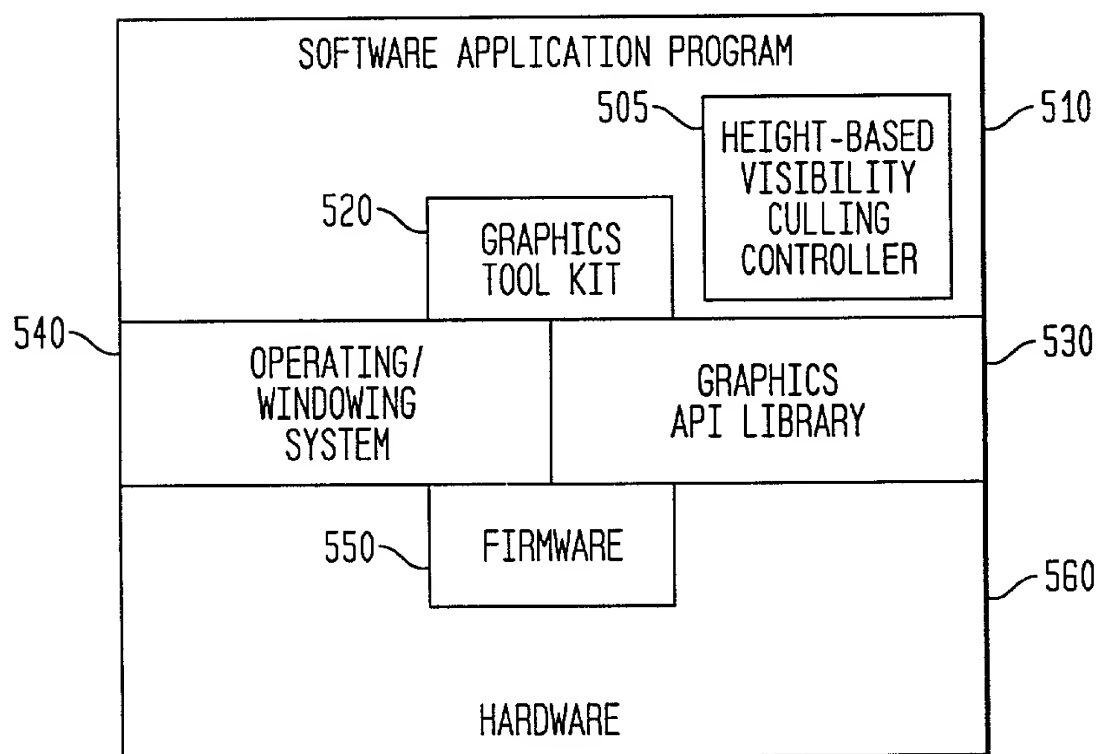 SOFTWARE APPLICATION PROGRAM
505
510
HEIGHT-BASED
VISIBILITY
CULLING
CONTROLLER
520
GRAPHICS
TOOL KIT
540
530
OPERATING/
WINDOWING
SYSTEM
GRAPHICS
API LIBRARY
550
FIRMWARE
560
HARDWARE